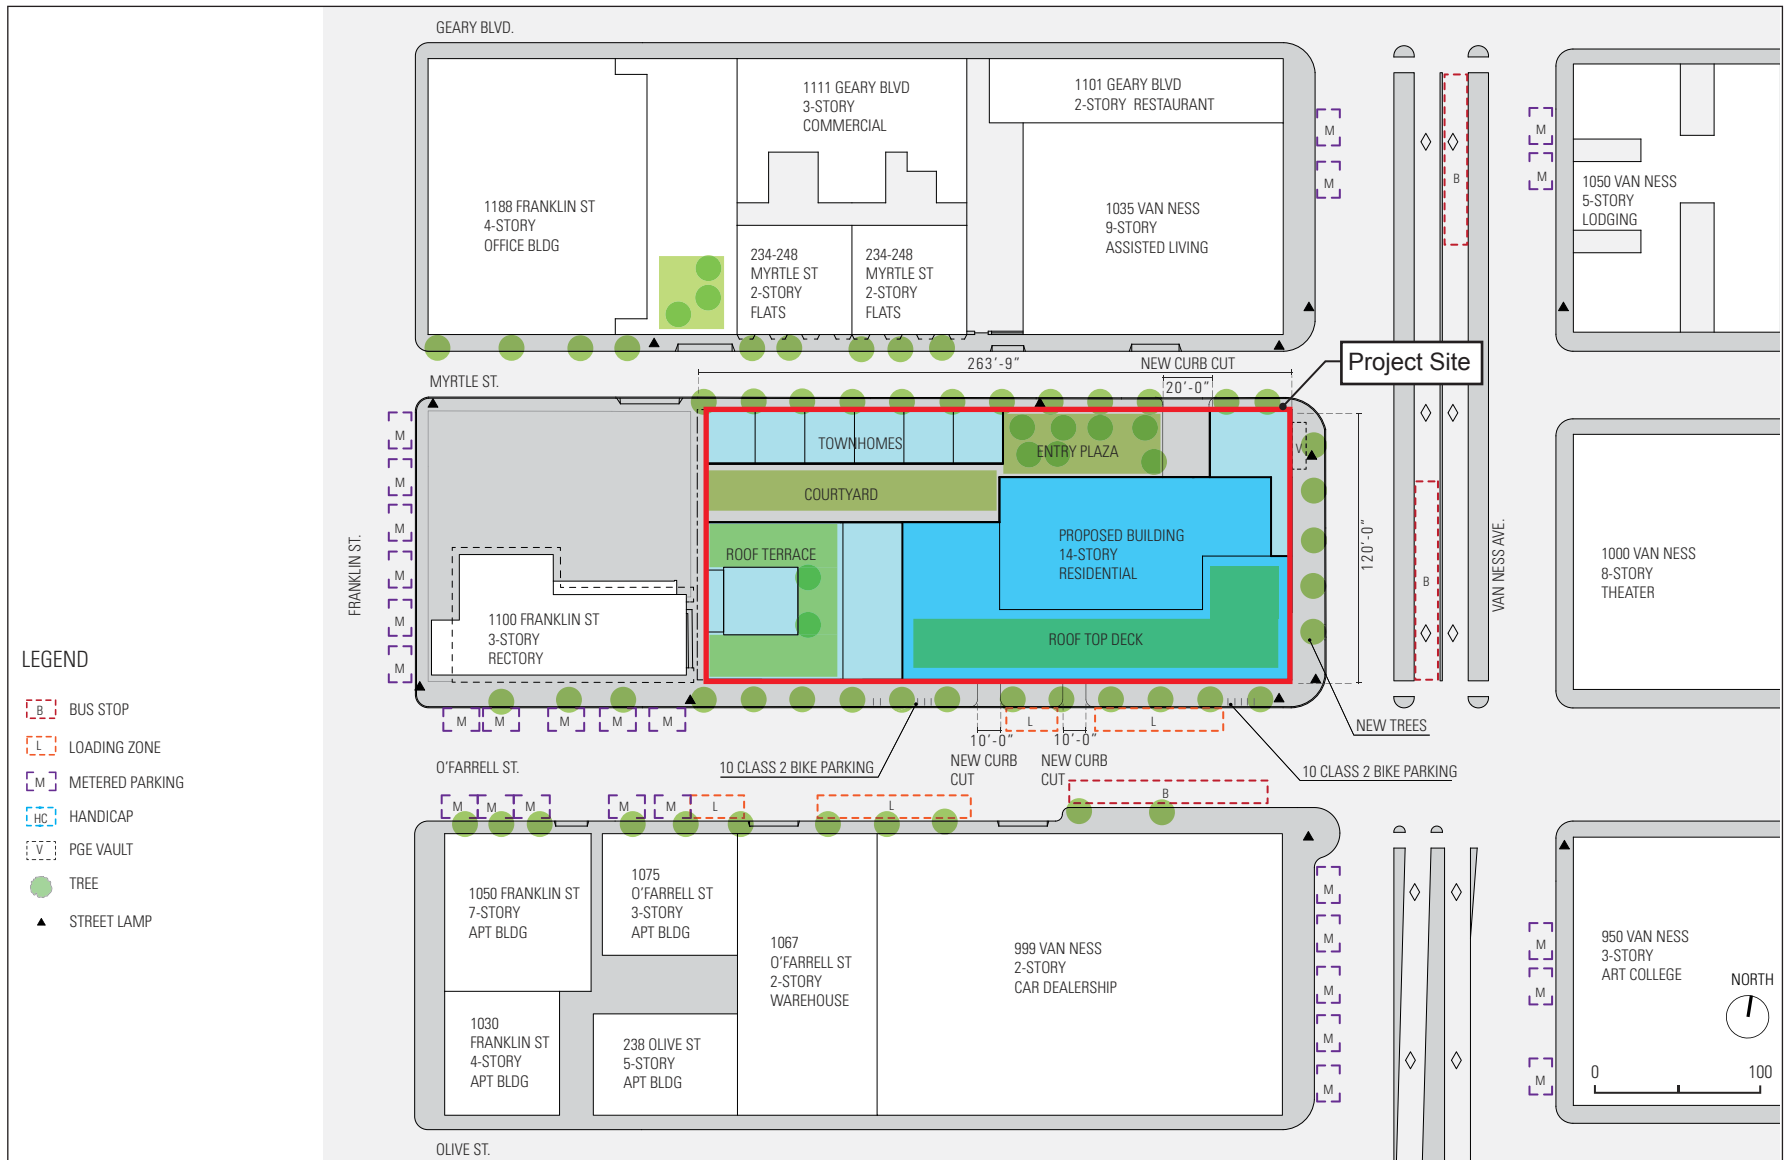 GEARY BLVD.
1111 GEARY BLVD
3-STORY
COMMERCIAL
1101 GEARY BLVD
2-STORY RESTAURANT
M
M
M
M
B
1188 FRANKLIN ST
4-STORY
OFFICE BLDG
1035 VAN NESS
9-STORY
ASSISTED LIVING
1050 VAN NESS
5-STORY
LODGING
234-248
MYRTLE ST
2-STORY
FLATS
234-248
MYRTLE ST
2-STORY
FLATS
263'-9"
NEW CURB CUT
20'-0"
Project Site
MYRTLE ST.
M
M
M
M
M
M
FRANKLIN ST.
TOWNHOMES
ENTRY PLAZA
V
COURTYARD
ROOF TERRACE
PROPOSED BUILDING
14-STORY
RESIDENTIAL
ROOF TOP DECK
120'-0"
B
VAN NESS AVE.
1000 VAN NESS
8-STORY
THEATER
1100 FRANKLIN ST
3-STORY
RECTORY
LEGEND
B BUS STOP
L LOADING ZONE
M METERED PARKING
HC HANDICAP
V PGE VAULT
TREE
STREET LAMP
M
M
M
M
M
L
L
NEW TREES
10'-0"
NEW CURB
CUT
10'-0"
NEW CURB
CUT
10 CLASS 2 BIKE PARKING
10 CLASS 2 BIKE PARKING
O'FARRELL ST.
M
M
M
M
M
L
L
B
1050 FRANKLIN ST
7-STORY
APT BLDG
1075
O'FARRELL ST
3-STORY
APT BLDG
1067
O'FARRELL ST
2-STORY
WAREHOUSE
999 VAN NESS
2-STORY
CAR DEALERSHIP
M
M
M
M
M
M
M
M
950 VAN NESS
3-STORY
ART COLLEGE
NORTH
0 100
1030
FRANKLIN ST
4-STORY
APT BLDG
238 OLIVE ST
5-STORY
APT BLDG
OLIVE ST.